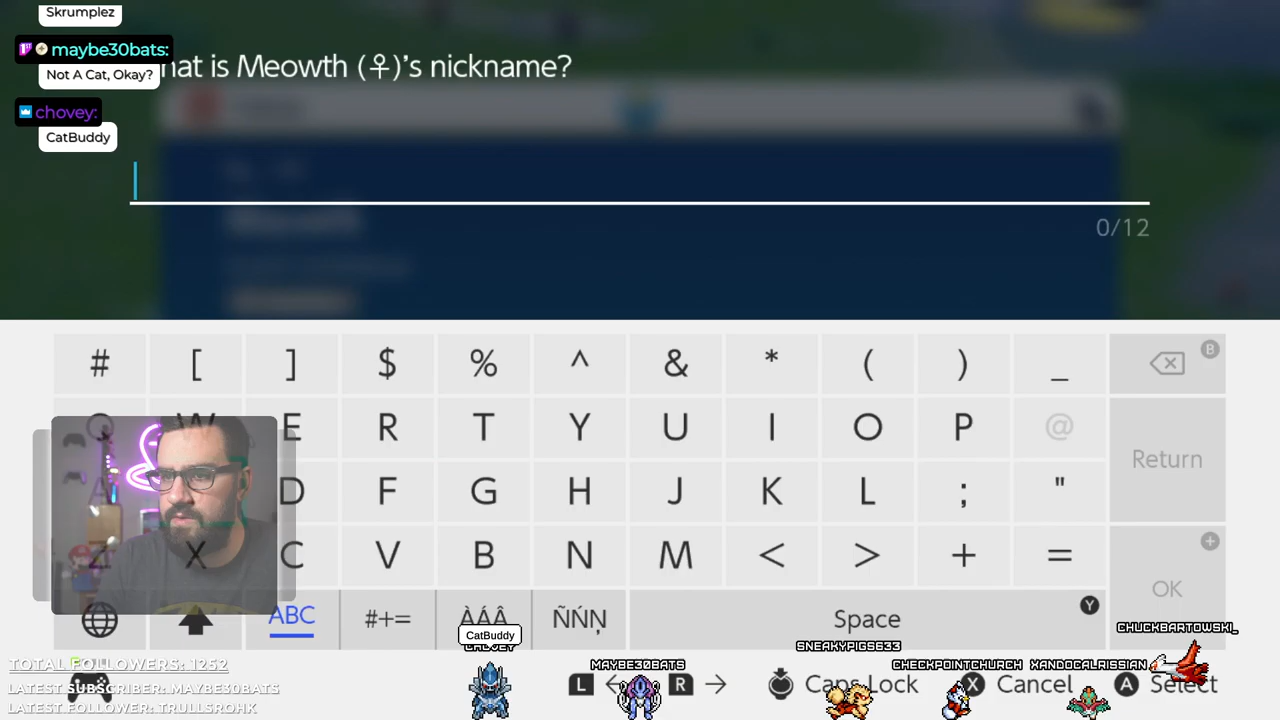 Skrumplez
maybe30bats:
Not A Cat, Okay?
hat is Meowth (♀)'s nickname?
chovey:
CatBuddy
0/12
# [ ] $ % ^ & * ( ) _ B
Q W E R T Y U I O P @
Return
D F G H J K L ; "
Z X C V B N M < > + = +
OK
ABC #+= ÀÁÂ ÑŃŅ Space Y
CatBuddy
CHUCKBARTOWSKI_
SNEAKYPIGS633
TOTAL FOLLOWERS: 1252
MAYBE30BATS
CHECKPOINTCHURCH
XANDOCALRISSIAN
LATEST SUBSCRIBER: MAYBE30BATS
L ← R → Caps Lock X Cancel A Select
LATEST FOLLOWER: TRULLSROHK